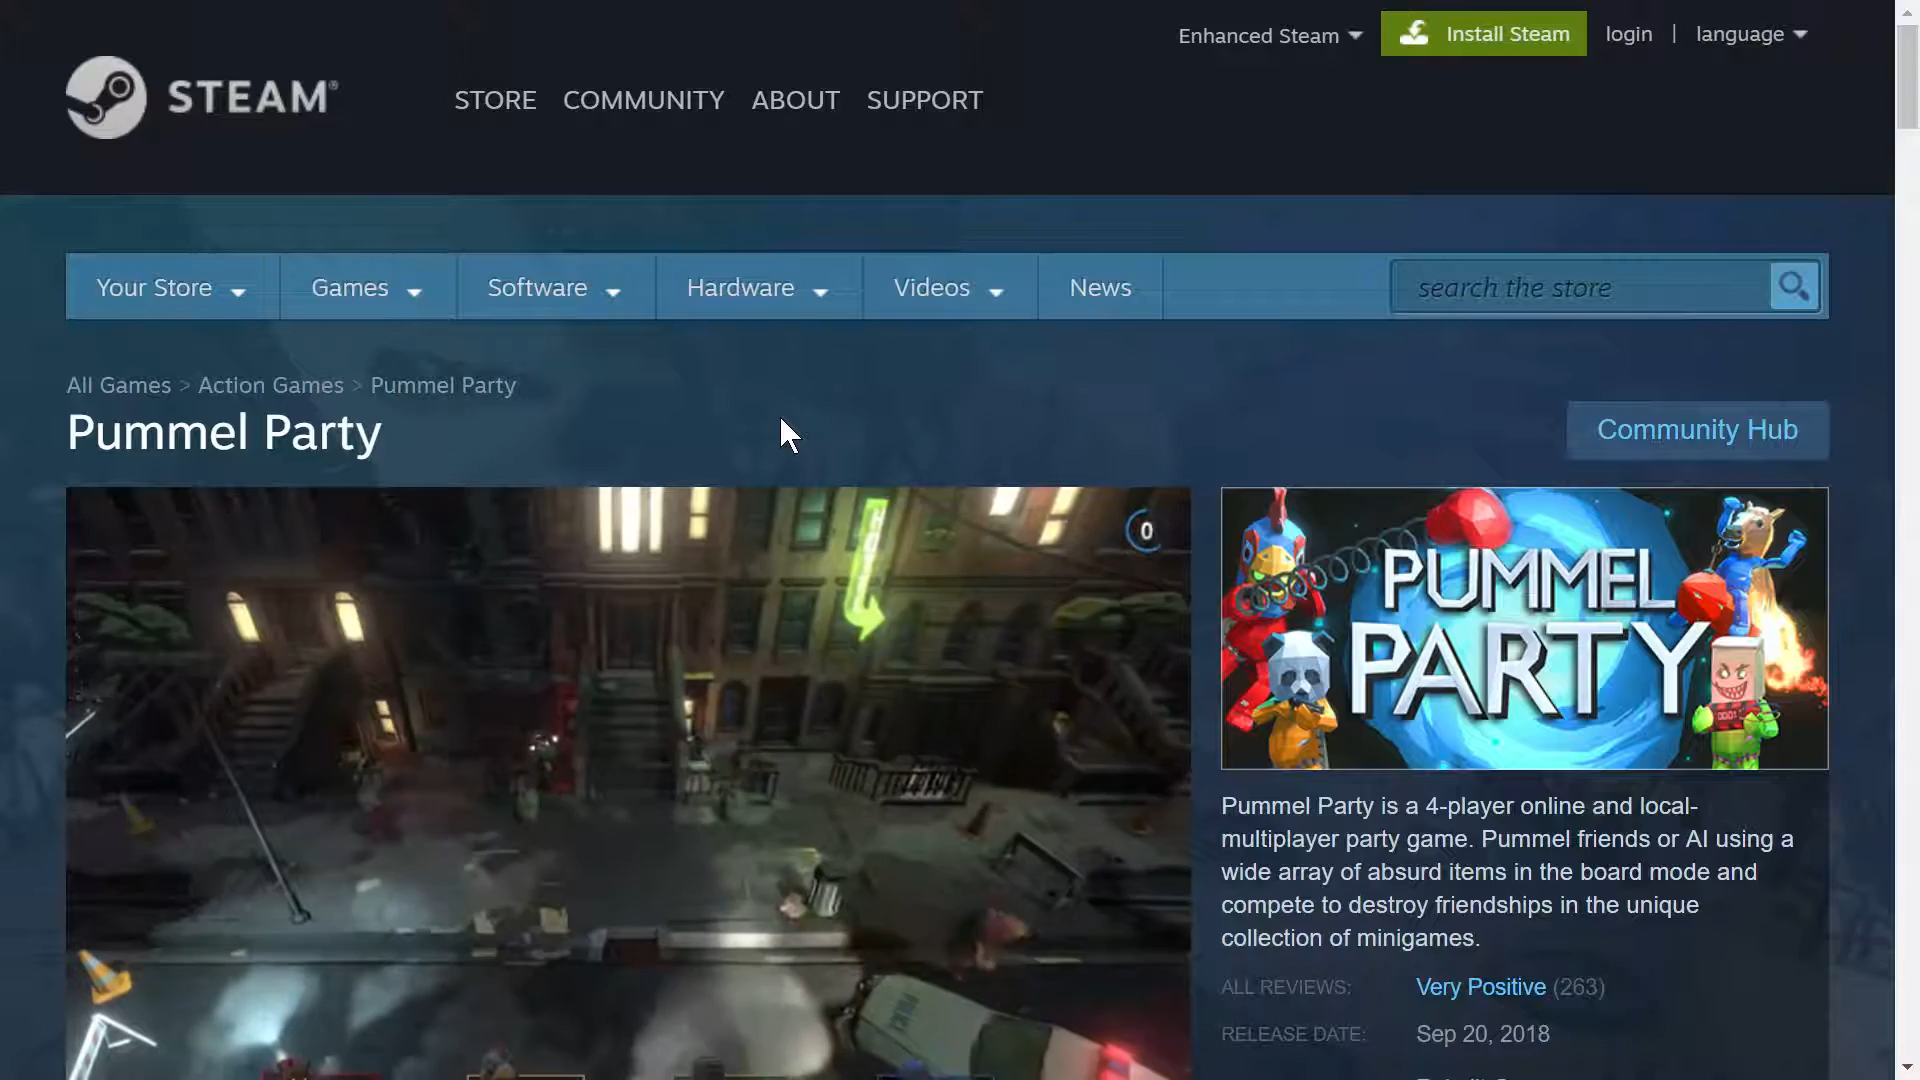 Enhanced Steam
Install Steam
login | language
STEAM®
STORE COMMUNITY ABOUT SUPPORT
Your Store Games Software Hardware Videos News
search the store
All Games > Action Games > Pummel Party
Pummel Party
Community Hub
0
PUMMEL
PARTY
Pummel Party is a 4-player online and local-
multiplayer party game. Pummel friends or AI using a
wide array of absurd items in the board mode and
compete to destroy friendships in the unique
collection of minigames.
ALL REVIEWS: Very Positive (263)
RELEASE DATE: Sep 20, 2018